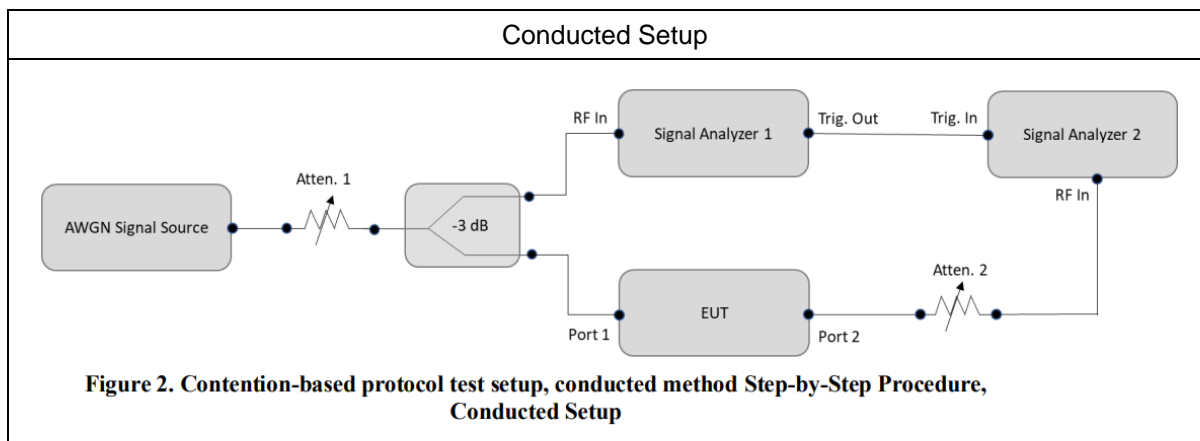 Conducted Setup
RF In
Signal Analyzer 1
Trig. Out
Trig. In
Signal Analyzer 2
RF In
Atten. 1
AWGN Signal Source
-3 dB
Atten. 2
EUT
Port 1
Port 2
Figure 2. Contention-based protocol test setup, conducted method Step-by-Step Procedure,
Conducted Setup